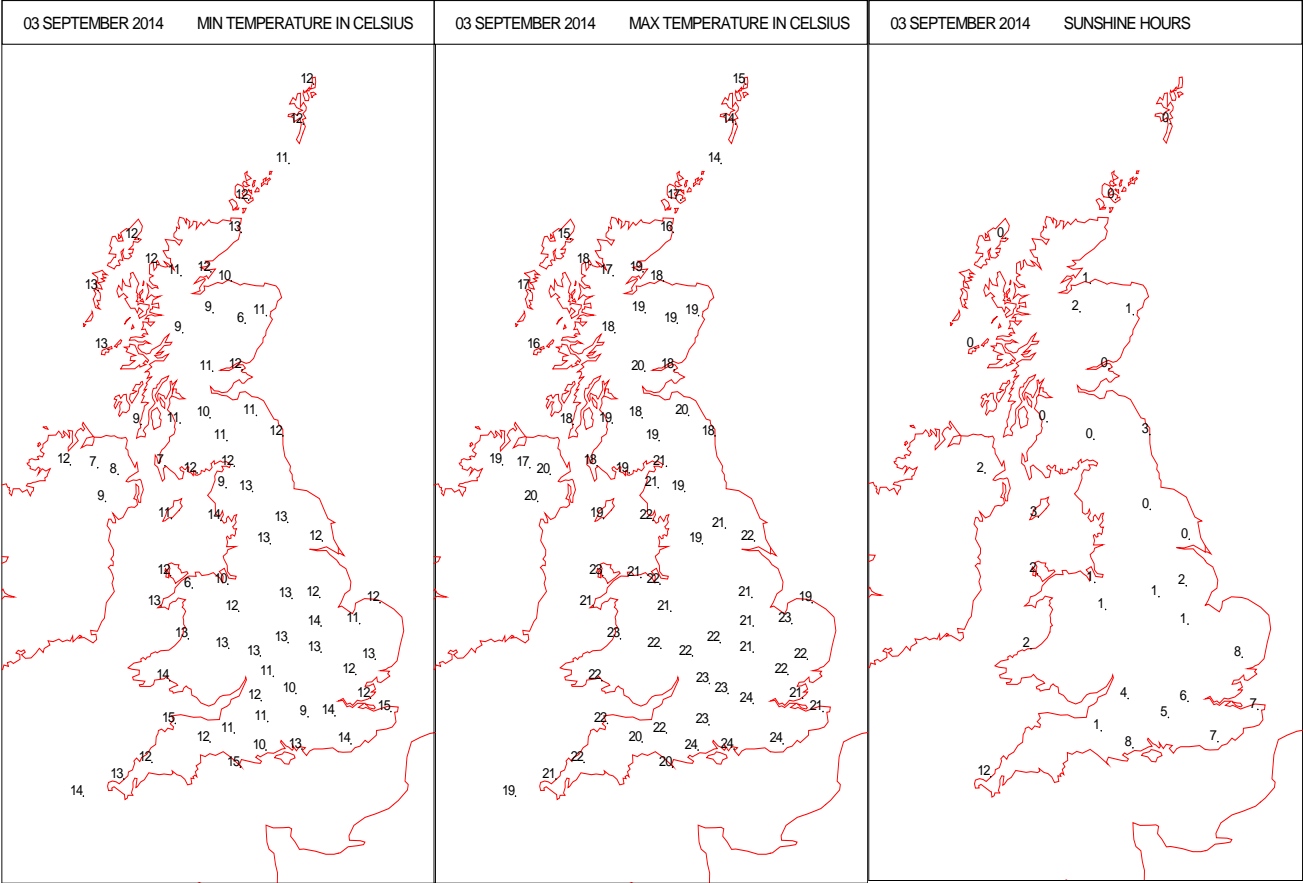 03 SEPTEMBER 2014 MIN TEMPERATURE IN CELSIUS
12.
12.
11.
12.
12. 13.
12. 11. 12. 10.
13. 9. 6. 11.
9.
13. 11. 12.
9. 11. 10. 11.
11. 12.
12. 7. 8. 7. 12. 12.
9. 9. 13.
11. 14. 13.
13. 12.
12. 6. 10.
13. 12. 13. 12. 12.
14. 11.
13. 13. 13. 13. 13. 13.
14. 11. 12.
12. 10. 12. 15.
15. 11. 9. 14.
12. 11. 10. 13. 14.
12. 15.
13.
14.
03 SEPTEMBER 2014 MAX TEMPERATURE IN CELSIUS
15.
14.
14.
17.
15. 16.
18. 17. 19. 18.
17. 19. 19. 19.
18.
16. 20. 18.
18. 19. 18. 20.
19. 18.
19. 17. 20. 18. 19. 21.
20. 21. 19.
19. 22. 21.
19. 22.
23. 21. 22.
21. 21. 21. 19.
21. 23.
23. 22. 22. 22. 21. 22.
22. 23. 22.
23. 24. 21. 21.
22. 20. 22. 23.
24. 24. 24.
22. 20.
21.
19.
03 SEPTEMBER 2014 SUNSHINE HOURS
0.
0.
0.
1.
2. 1.
0. 0.
0. 0. 3.
2.
3. 0.
0.
2. 1. 1. 2.
1. 1.
2. 8.
4. 6. 7.
1. 5.
8. 7.
12.